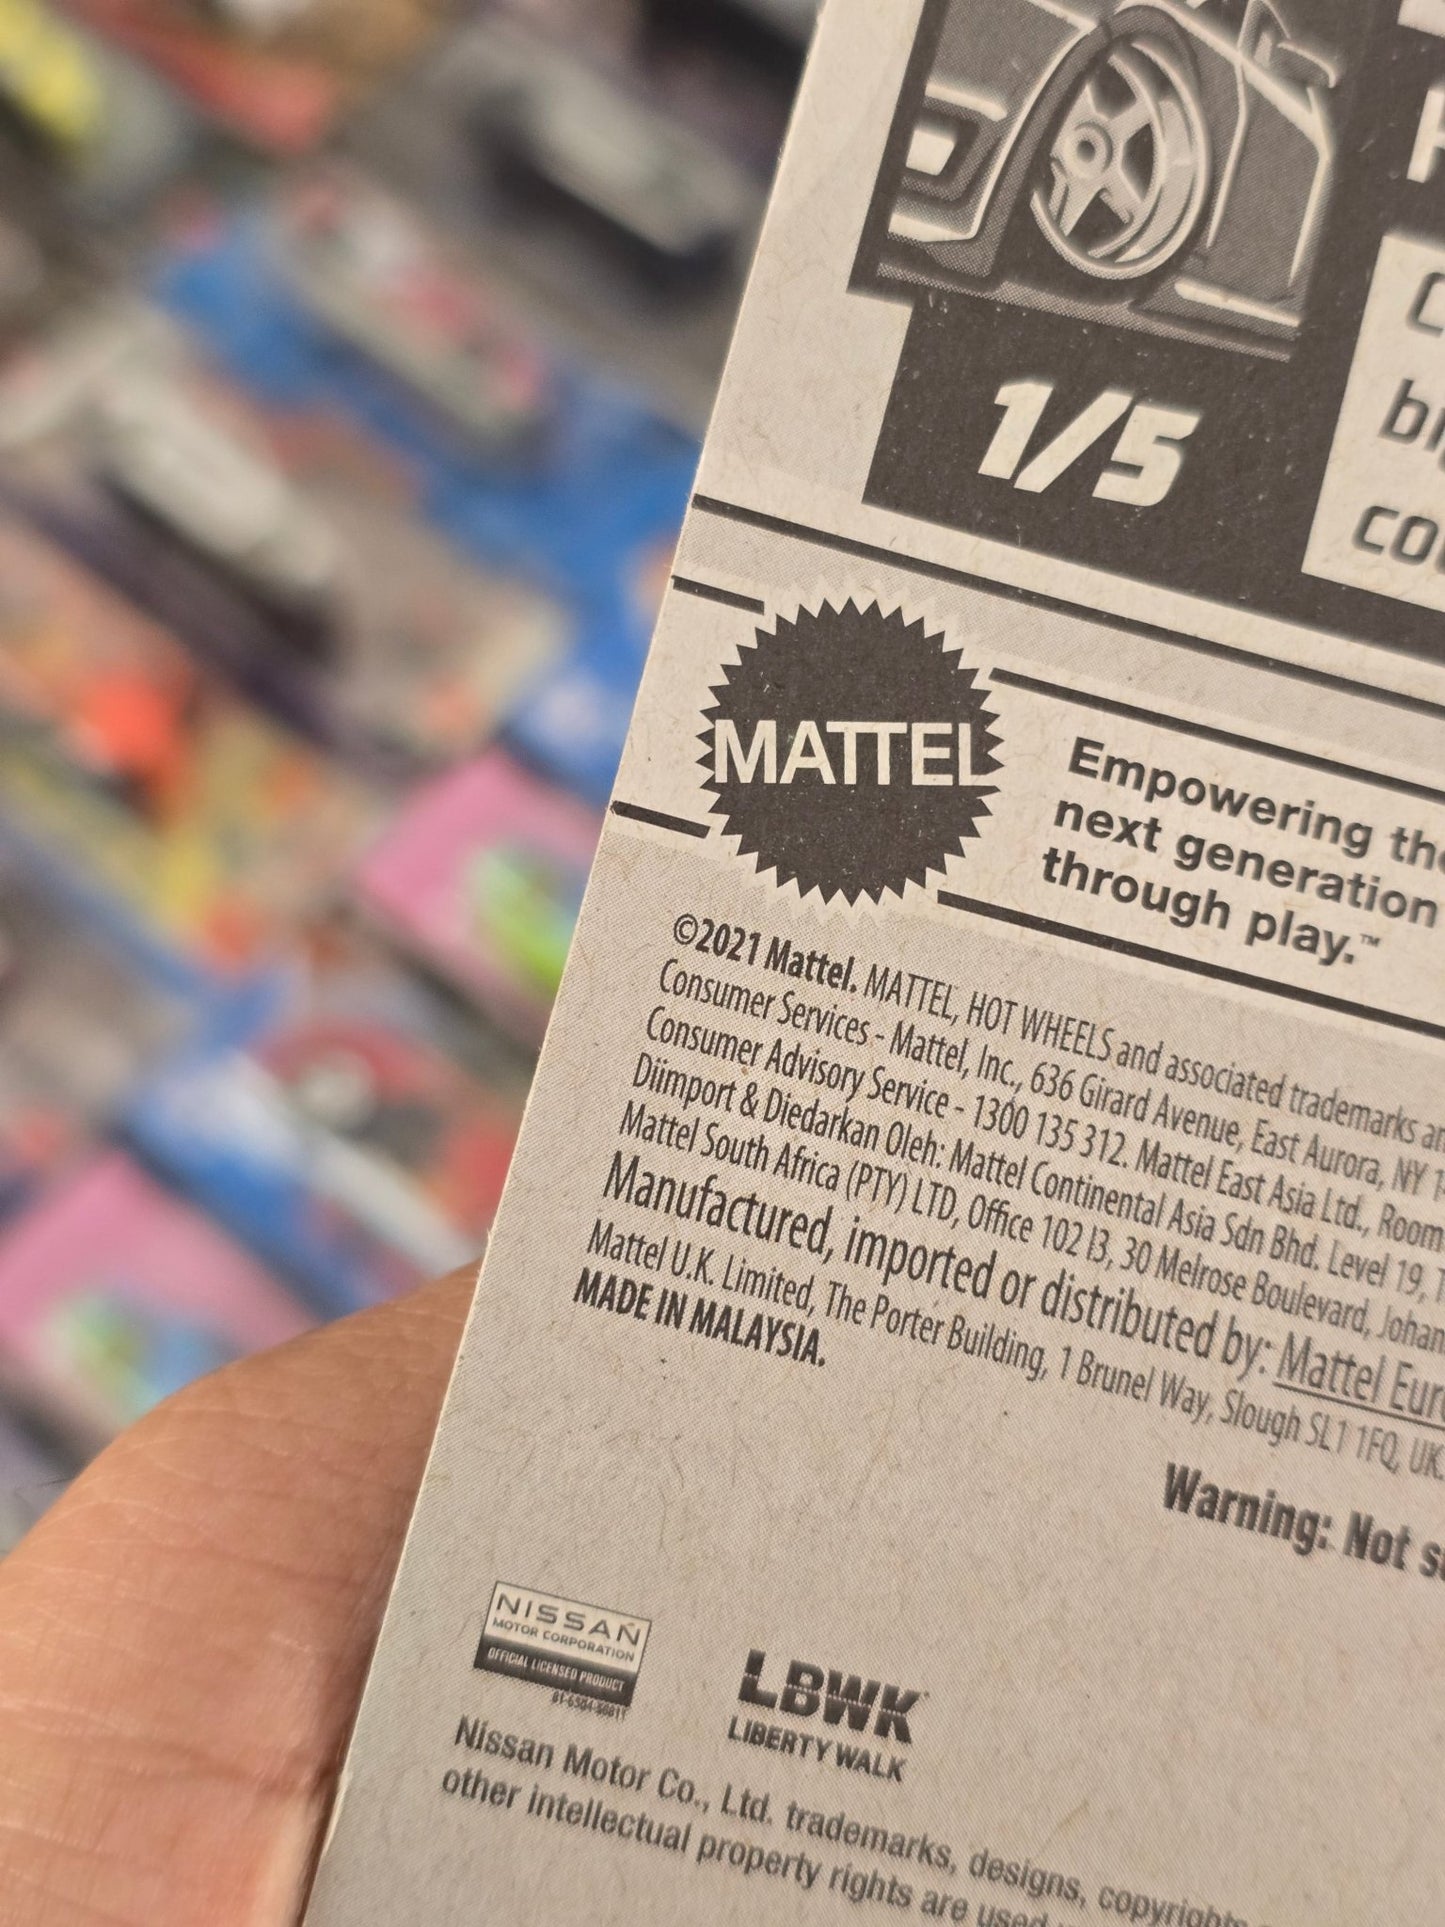 1/5
co
MATTEL
Empowering the
next generation
through play.™
©2021 Mattel. MATTEL, HOT WHEELS and associated trademarks
Consumer Services - Mattel, Inc., 636 Girard Avenue, East Aurora, NY
Consumer Advisory Service - 1300 135 312. Mattel East Asia Ltd., Room
Diimport & Diedarkan Oleh: Mattel Continental Asia Sdn Bhd. Level 19,
Mattel South Africa (PTY) LTD, Office 102 I3, 30 Melrose Boulevard, Johan
Manufactured, imported or distributed by: Mattel Eur
Mattel U.K. Limited, The Porter Building, 1 Brunel Way, Slough SL1 1FQ, UK.
MADE IN MALAYSIA.
Warning: Not s
NISSAN
MOTOR CORPORATION
OFFICIAL LICENSED PRODUCT
LBWK
LIBERTY WALK
Nissan Motor Co., Ltd. trademarks, designs, copyrights
other intellectual property rights are used